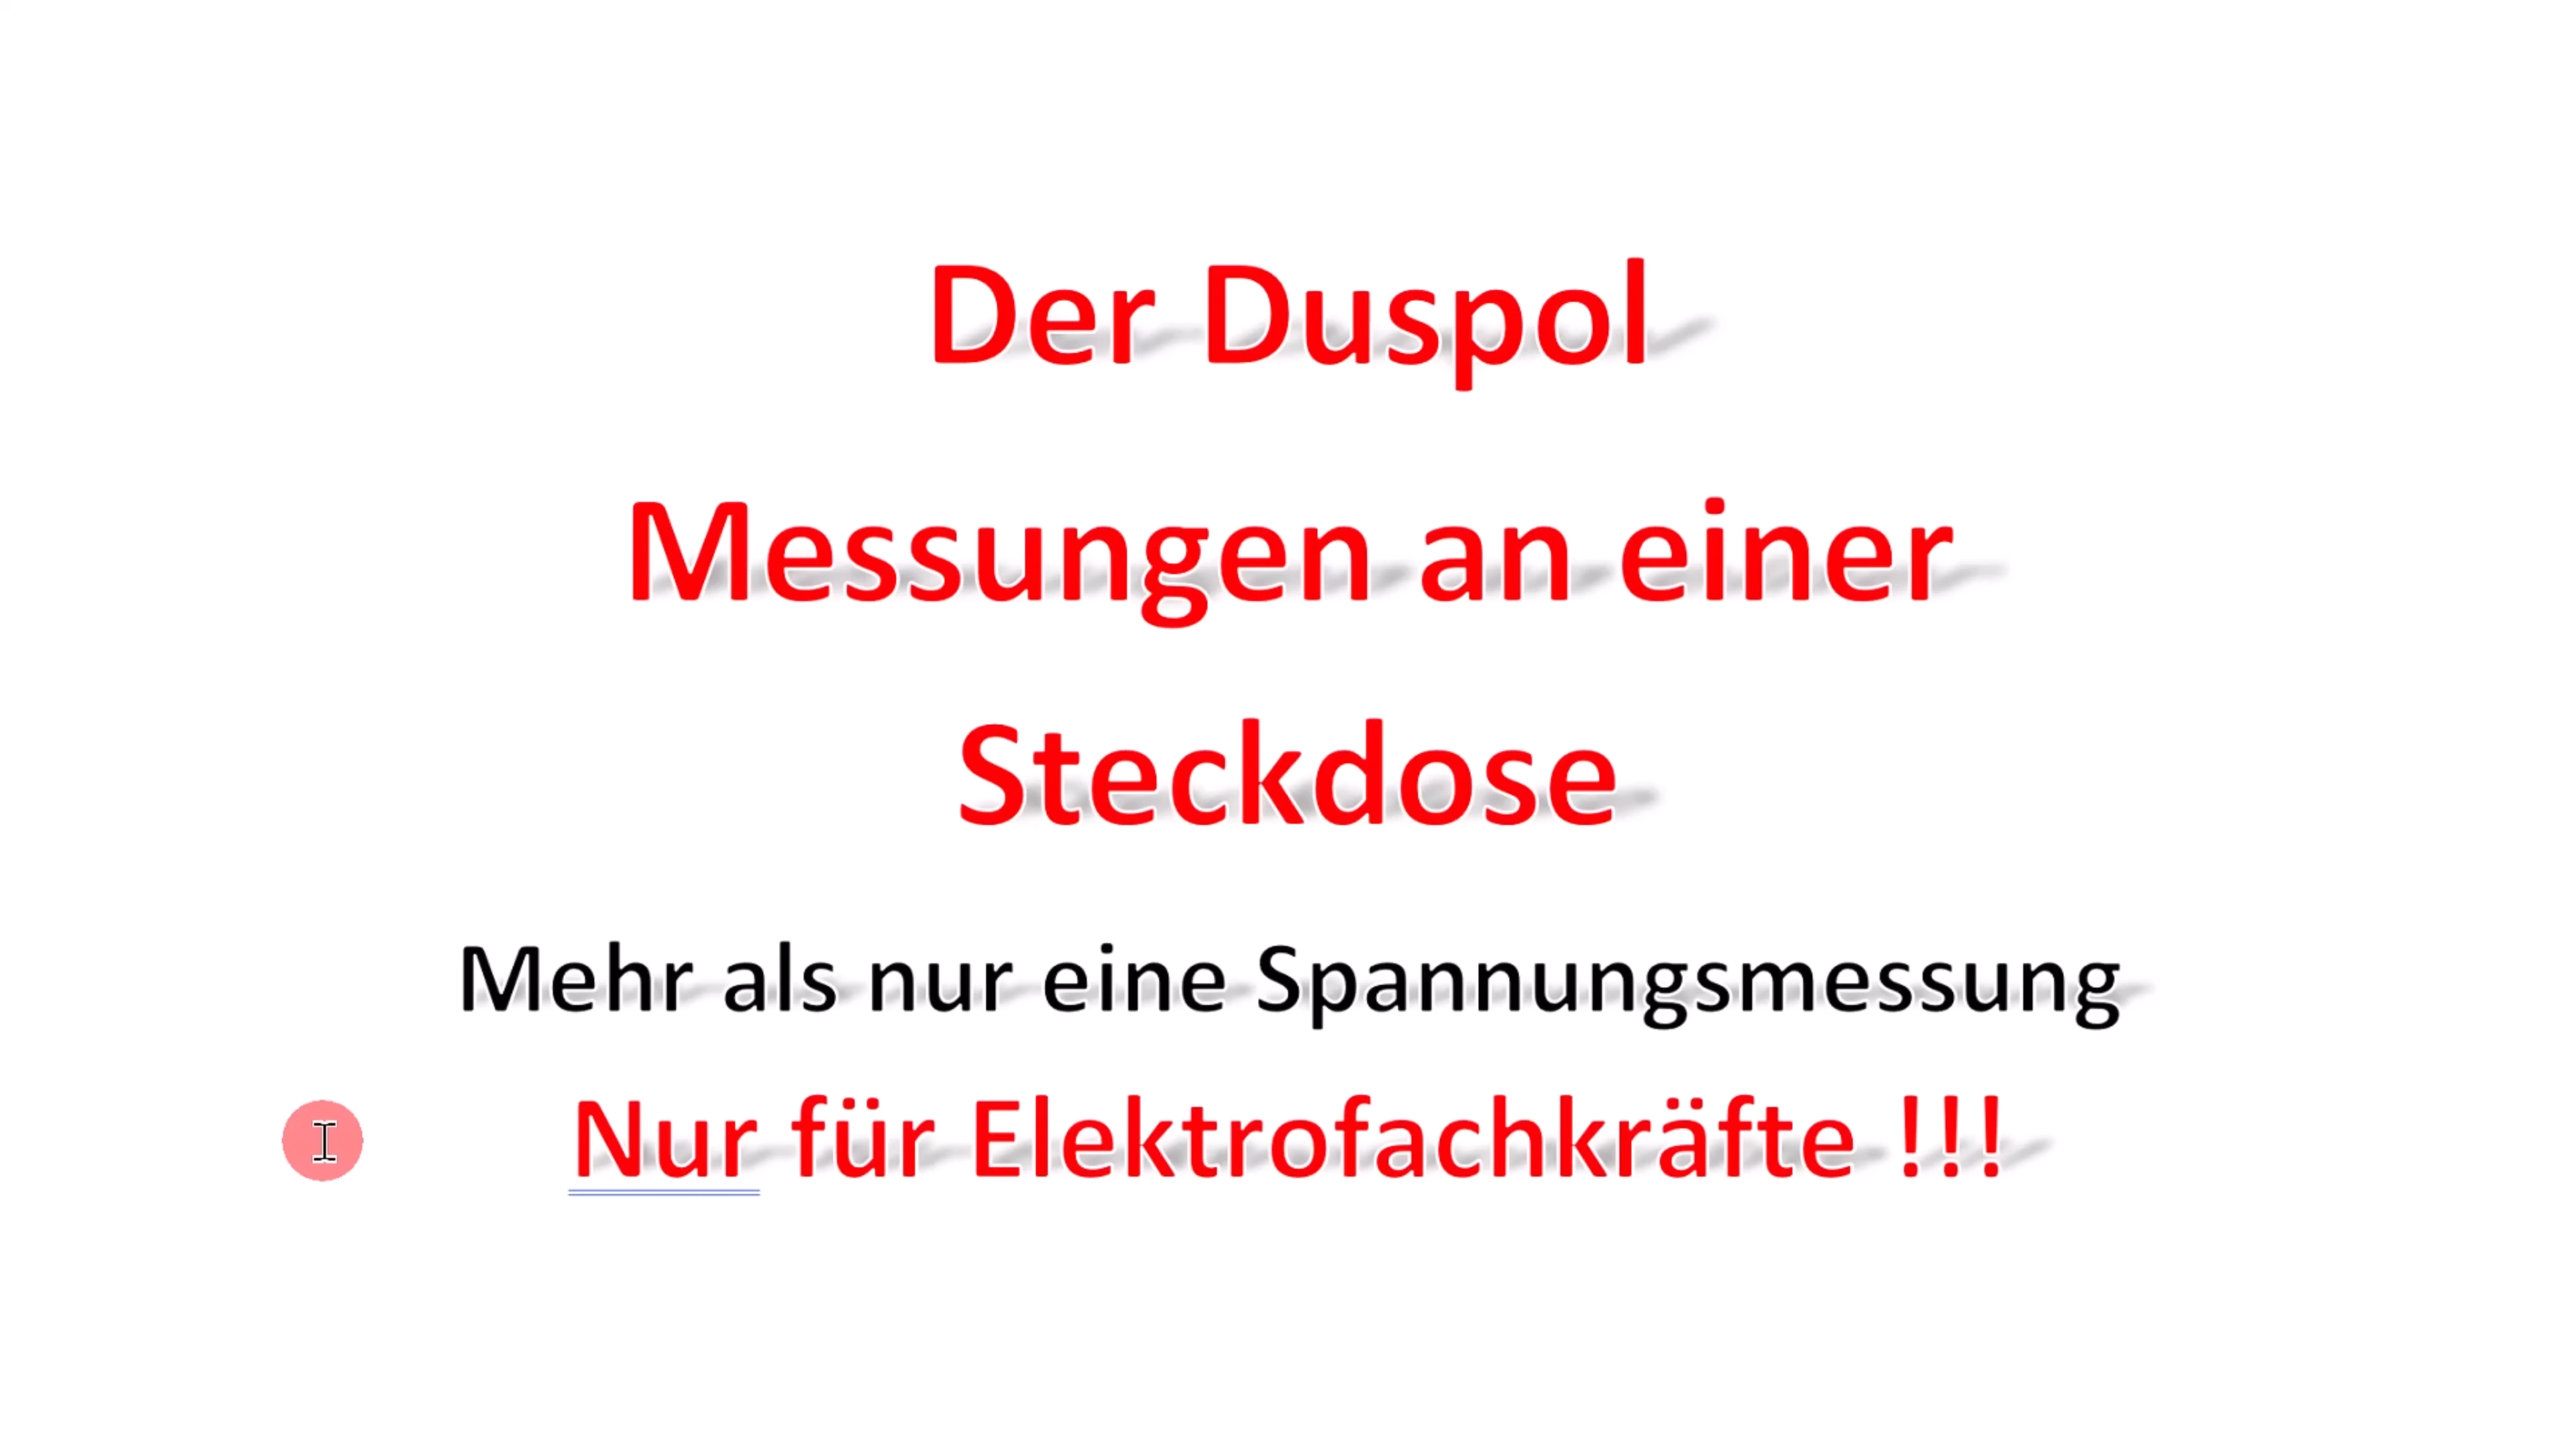 Der Duspol
Messungen an einer
Steckdose
Mehr als nur eine Spannungsmessung
Nur für Elektrofachkräfte !!!